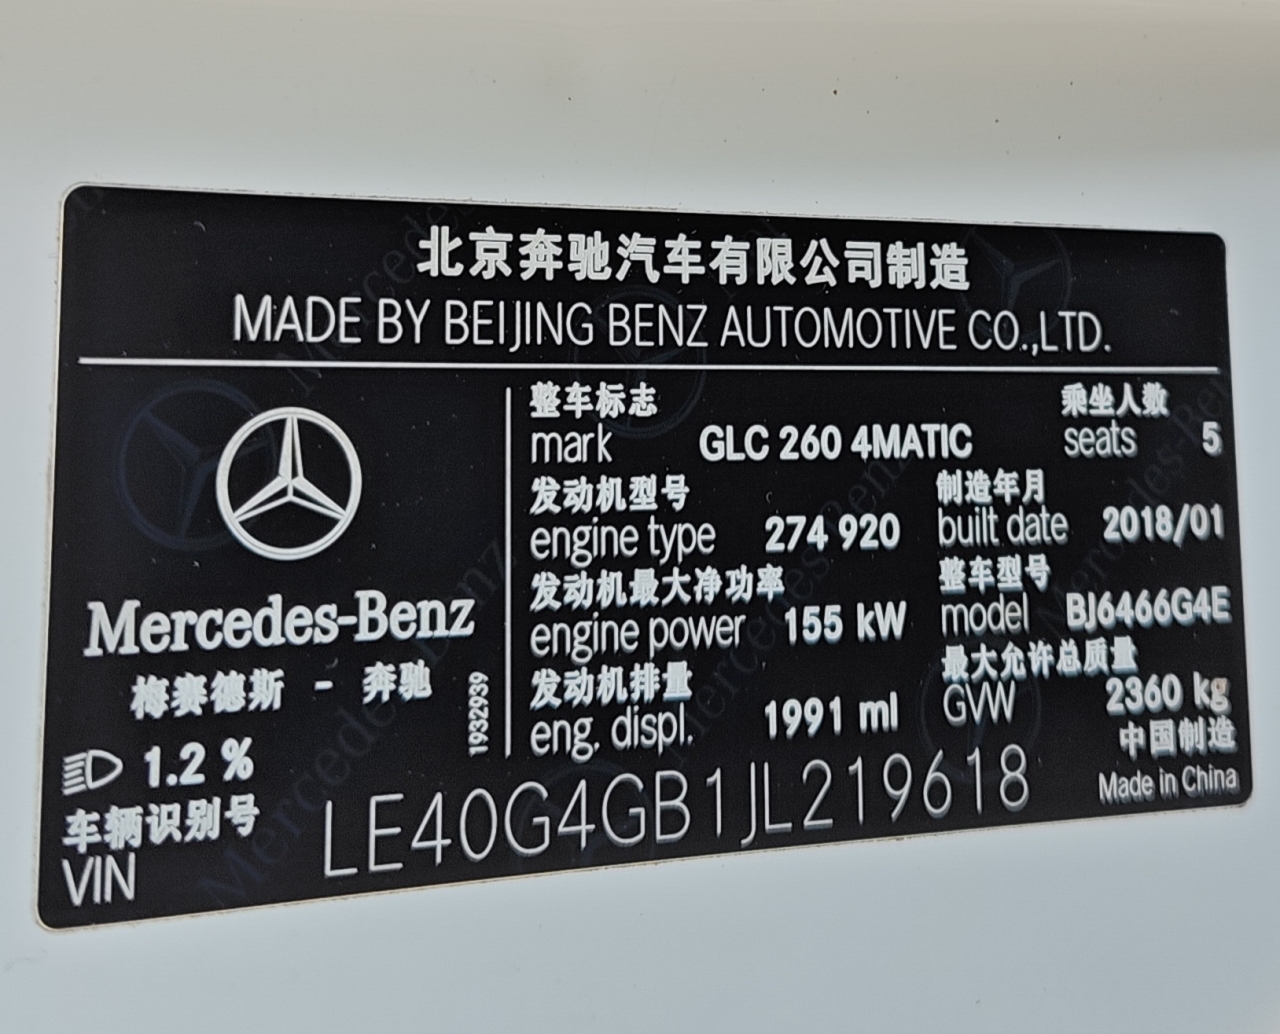 北京奔驰汽车有限公司制造
MADE BY BEIJING BENZ AUTOMOTIVE CO.,LTD.
Mercedes-Benz
梅赛德斯 - 奔驰
1932939
1.2 %
整车标志 乘坐人数
mark GLC 260 4MATIC seats 5
发动机型号 制造年月
engine type 274 920 built date 2018/01
发动机最大净功率 整车型号
engine power 155 kW model BJ6466G4E
发动机排量 最大允许总质量
eng. displ. 1991 ml GVW 2360 kg
中国制造
Made in China
车辆识别号
VIN LE40G4GB1JL219618